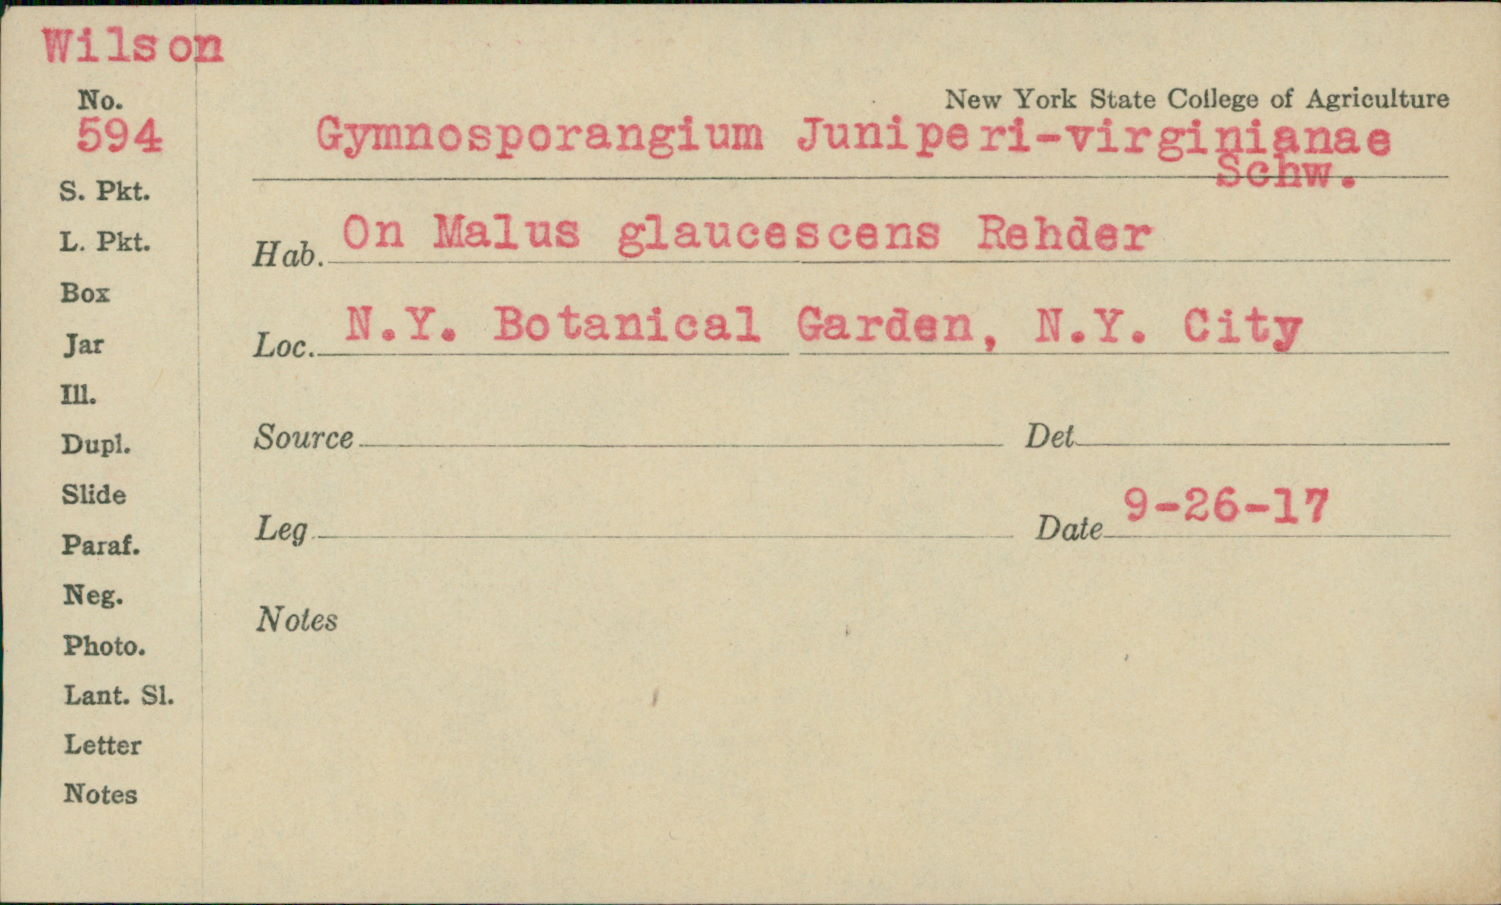 Wilson
No.
594
S. Pkt.
L. Pkt.
Box
Jar
Ill.
Dupl.
Slide
Paraf.
Neg.
Photo.
Lant. Sl.
Letter
Notes
New York State College of Agriculture
Gymnosporangium Juniperi-virginianae
Schw.
Hab. On Malus glaucescens Rehder
Loc. N.Y. Botanical Garden, N.Y. City
Source Det.
Leg. Date 9-26-17
Notes